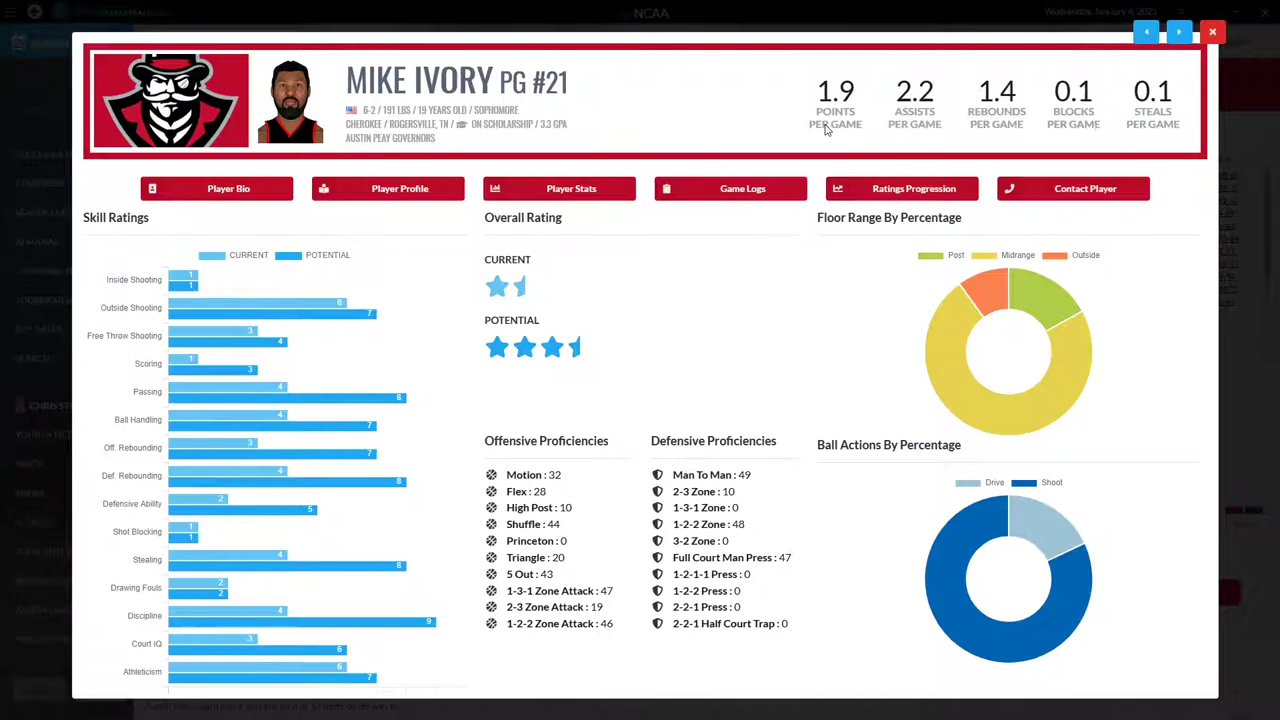 NCAA
Wednesday, January 4, 2023
MIKE IVORY PG #21
6-2 / 191 LBS / 19 YEARS OLD / SOPHOMORE
CHEROKEE / ROGERSVILLE, TN / ON SCHOLARSHIP / 3.3 GPA
AUSTIN PEAY GOVERNORS
1.9 2.2 1.4 0.1 0.1
POINTS ASSISTS REBOUNDS BLOCKS STEALS
PER GAME PER GAME PER GAME PER GAME PER GAME
Player Bio Player Profile Player Stats Game Logs Ratings Progression Contact Player
Skill Ratings
CURRENT POTENTIAL
Inside Shooting 1 1
Outside Shooting 6 7
Free Throw Shooting 3 4
Scoring 1 3
Passing 4 8
Ball Handling 4 7
Off. Rebounding 3 7
Def. Rebounding 4 8
Defensive Ability 2 5
Shot Blocking 1 1
Stealing 4 8
Drawing Fouls 2 2
Discipline 4 9
Court IQ 3 6
Athleticism 6 7
Overall Rating
CURRENT
POTENTIAL
Offensive Proficiencies
Motion : 32
Flex : 28
High Post : 10
Shuffle : 44
Princeton : 0
Triangle : 20
5 Out : 43
1-3-1 Zone Attack : 47
2-3 Zone Attack : 19
1-2-2 Zone Attack : 46
Defensive Proficiencies
Man To Man : 49
2-3 Zone : 10
1-3-1 Zone : 0
1-2-2 Zone : 48
3-2 Zone : 0
Full Court Man Press : 47
1-2-1-1 Press : 0
1-2-2 Press : 0
2-2-1 Press : 0
2-2-1 Half Court Trap : 0
Floor Range By Percentage
Post Midrange Outside
Ball Actions By Percentage
Drive Shoot